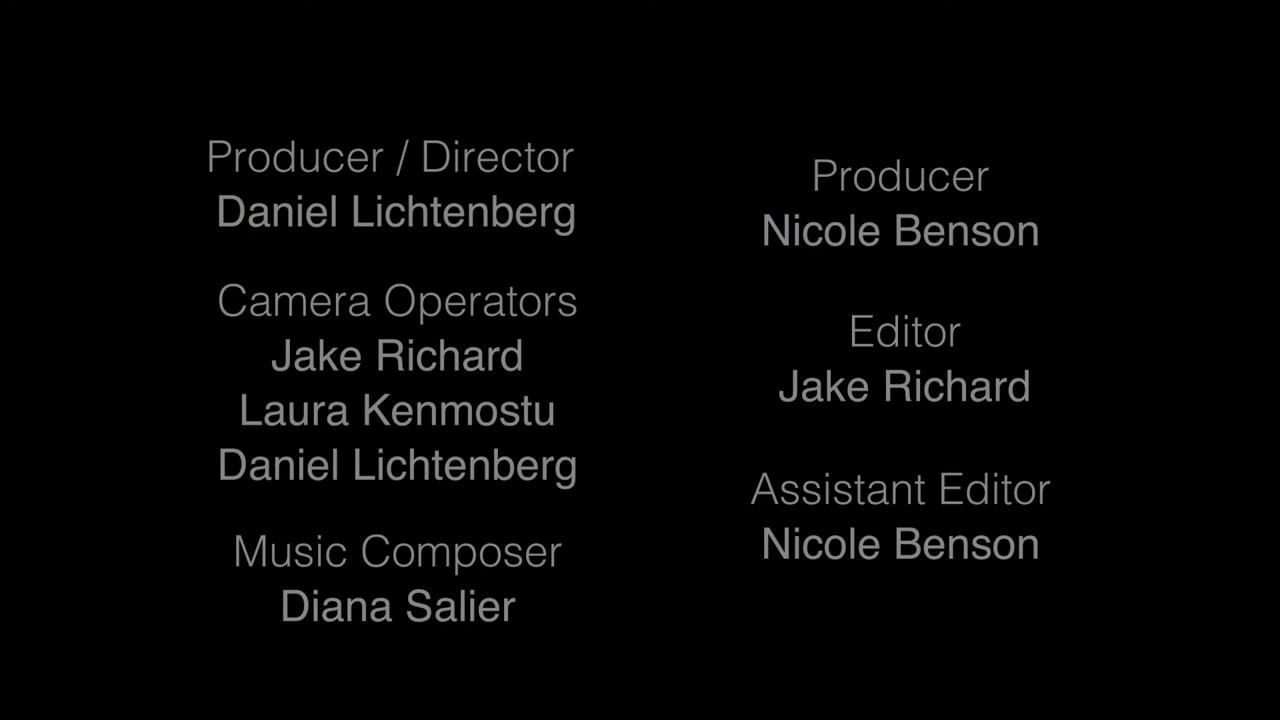 Producer / Director
Daniel Lichtenberg
Camera Operators
Jake Richard
Laura Kenmostu
Daniel Lichtenberg
Music Composer
Diana Salier
Producer
Nicole Benson
Editor
Jake Richard
Assistant Editor
Nicole Benson